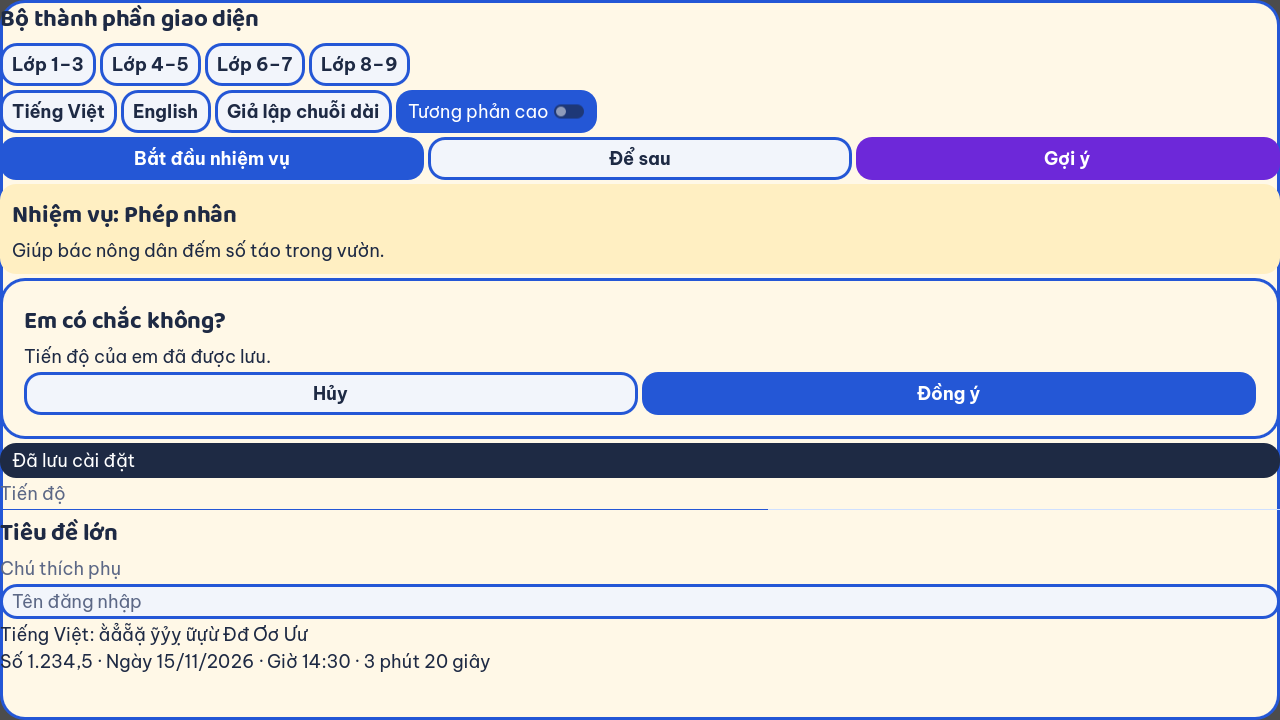 Bộ thành phần giao diện
Lớp 1–3 Lớp 4–5 Lớp 6–7 Lớp 8–9
Tiếng Việt English Giả lập chuỗi dài Tương phản cao
Bắt đầu nhiệm vụ Để sau Gợi ý
Nhiệm vụ: Phép nhân
Giúp bác nông dân đếm số táo trong vườn.
Em có chắc không?
Tiến độ của em đã được lưu.
Hủy Đồng ý
Đã lưu cài đặt
Tiến độ
Tiêu đề lớn
Chú thích phụ
Tên đăng nhập
Tiếng Việt: ằẳẵặ ỹỷỵ ữựừ Đđ Ơơ Ưư
Số 1.234,5 · Ngày 15/11/2026 · Giờ 14:30 · 3 phút 20 giây